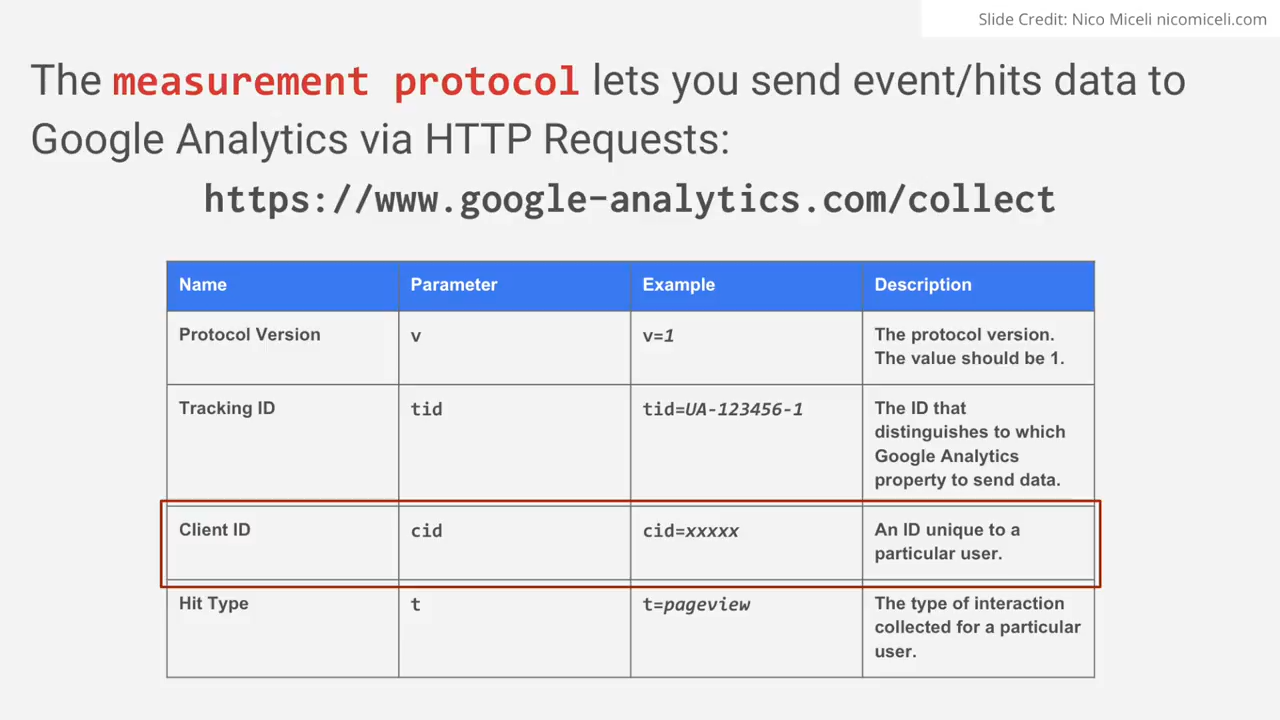 Slide Credit: Nico Miceli nicomiceli.com
The measurement protocol lets you send event/hits data to
Google Analytics via HTTP Requests:
https://www.google-analytics.com/collect
Name Parameter Example Description
Protocol Version v v=1 The protocol version.
The value should be 1.
Tracking ID tid tid=UA-123456-1 The ID that
distinguishes to which
Google Analytics
property to send data.
Client ID cid cid=xxxxx An ID unique to a
particular user.
Hit Type t t=pageview The type of interaction
collected for a particular
user.